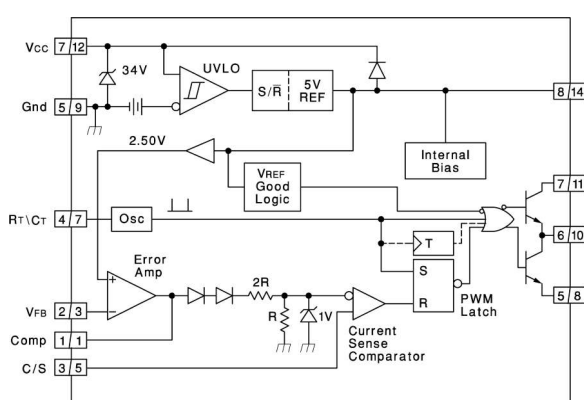 Vcc 7 12
34V
UVLO
S/R̅ 5V REF
8 14
Gnd 5 9
2.50V
Internal
Bias
VREF
Good
Logic
7 11
RT\CT 4 7
Osc
T
6 10
Error
Amp
2R
S
R
PWM
Latch
R
1V
5 8
VFB 2 3
Comp 1 1
Current
Sense
Comparator
C/S 3 5